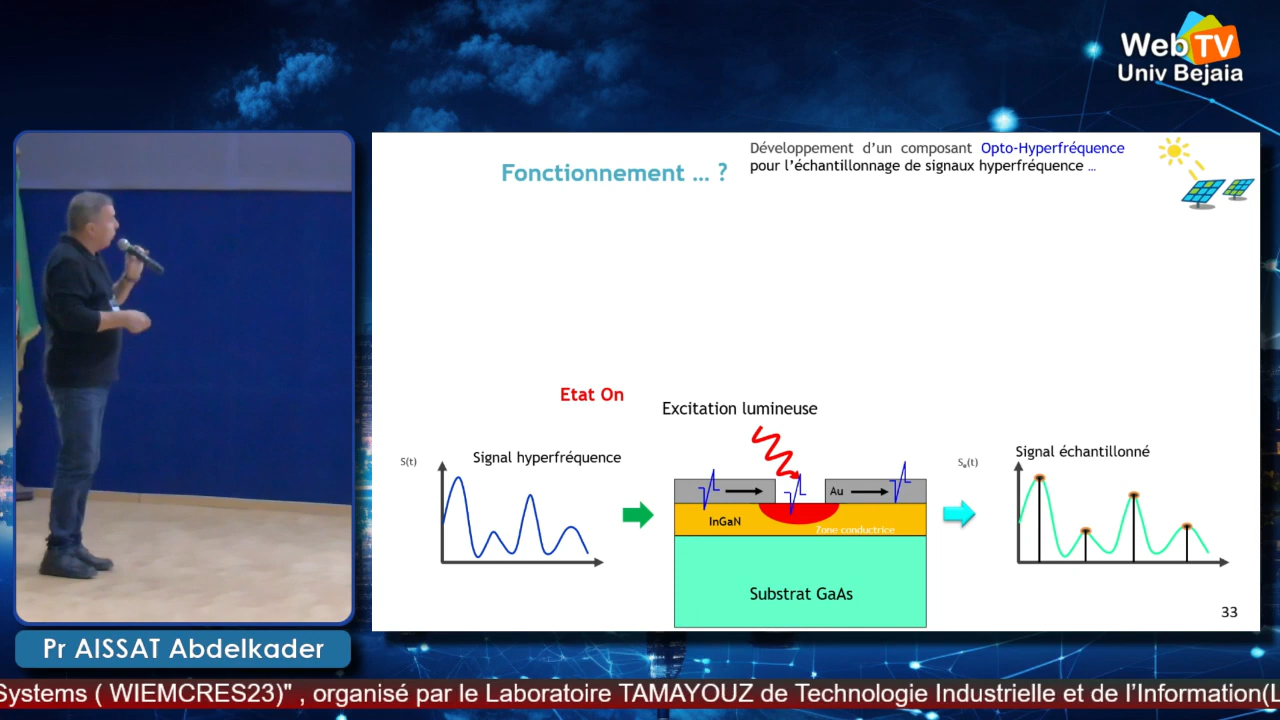 Web TV
Univ Bejaia
Développement d'un composant Opto-Hyperfréquence
pour l'échantillonnage de signaux hyperfréquence ...
Fonctionnement ... ?
Etat On
Excitation lumineuse
S(t)
Signal hyperfréquence
Au
InGaN
Zone conductrice
Substrat GaAs
Se(t)
Signal échantillonné
33
Pr AISSAT Abdelkader
Systems ( WIEMCRES23)" , organisé par le Laboratoire TAMAYOUZ de Technologie Industrielle et de l'Information(L